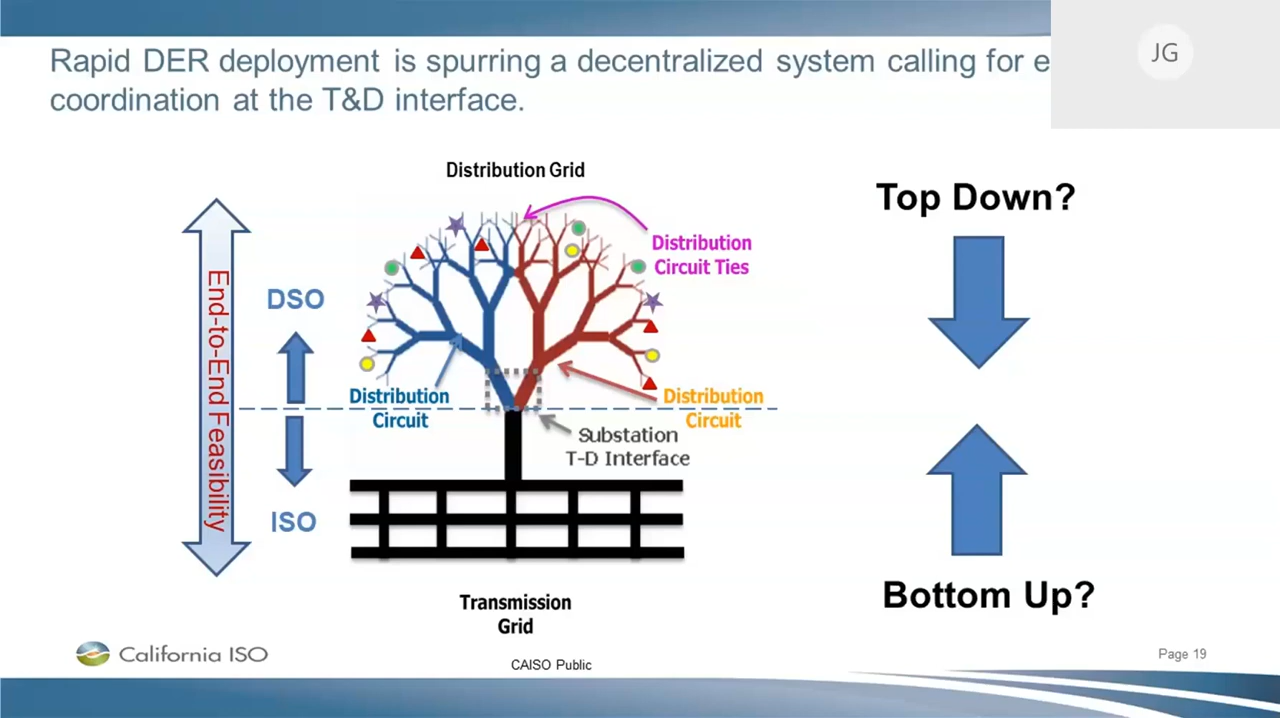 Rapid DER deployment is spurring a decentralized system calling for e
coordination at the T&D interface.
JG
Distribution Grid
Top Down?
Distribution
Circuit Ties
End-to-End Feasibility
DSO
Distribution
Circuit
Distribution
Circuit
Substation
T-D Interface
ISO
Transmission
Grid
Bottom Up?
California ISO
CAISO Public
Page 19